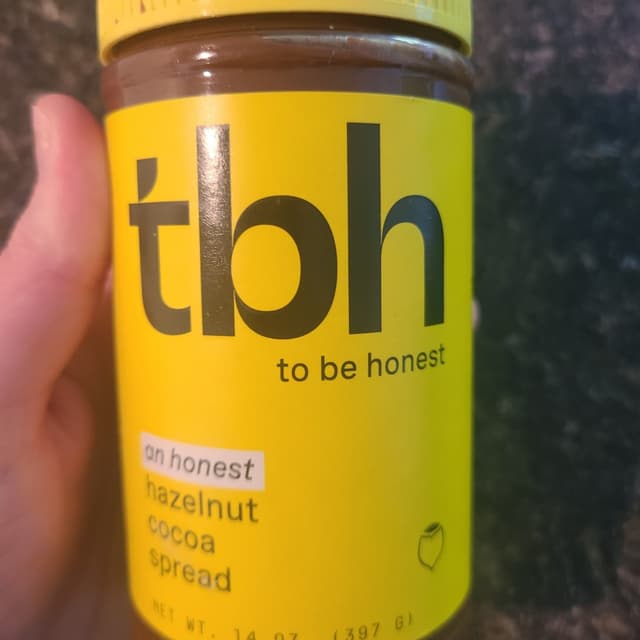 tbh
to be honest
an honest
hazelnut
cocoa
spread
NET WT. 14 OZ. (397 G)